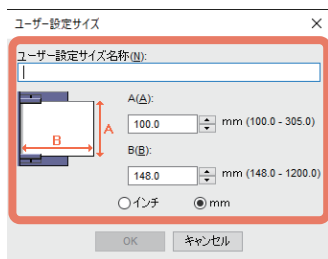 ユーザー設定サイズ
ユーザー設定サイズ名称(N):
A(A):
100.0 mm (100.0 - 305.0)
A
B
B(B):
148.0 mm (148.0 - 1200.0)
インチ mm
OK キャンセル